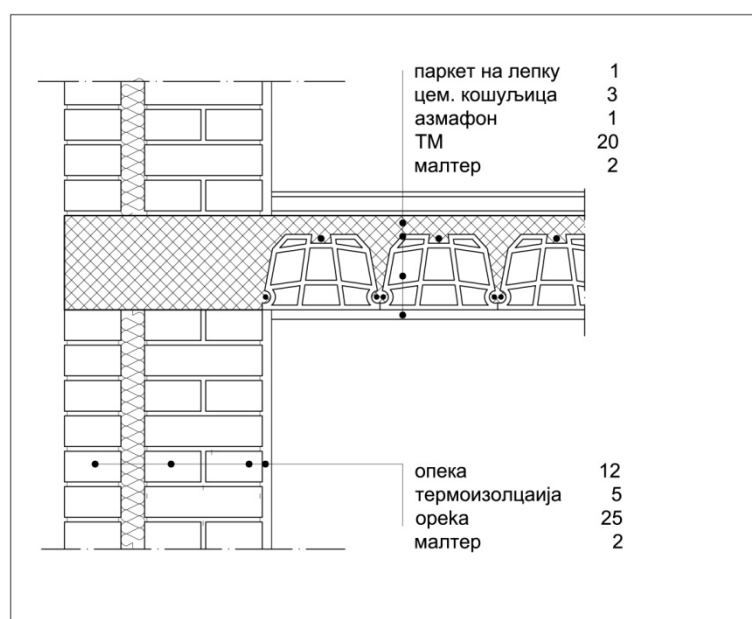 паркет на лепку 1
цем. кошуљица 3
азмафон 1
ТМ 20
малтер 2
опека 12
термоизолцаија 5
opeka 25
малтер 2